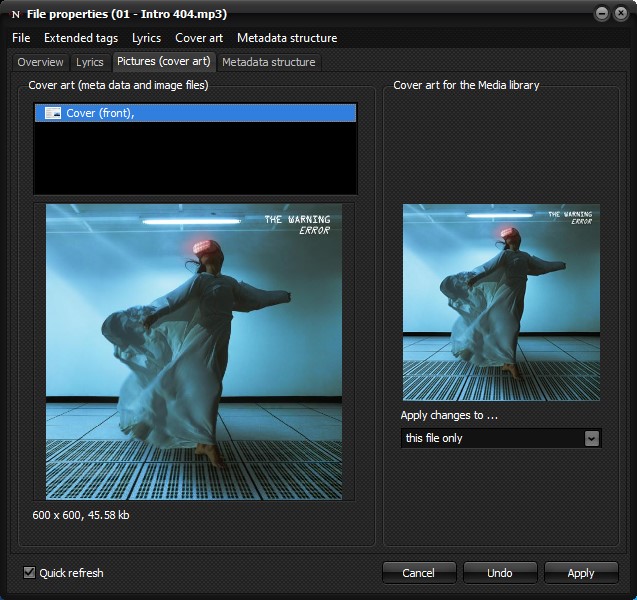 N File properties (01 - Intro 404.mp3)
File Extended tags Lyrics Cover art Metadata structure
Overview Lyrics Pictures (cover art) Metadata structure
Cover art (meta data and image files)
Cover (front),
THE WARNING
ERROR
600 x 600, 45.58 kb
Cover art for the Media library
THE WARNING
ERROR
Apply changes to ...
this file only
Quick refresh
Cancel Undo Apply